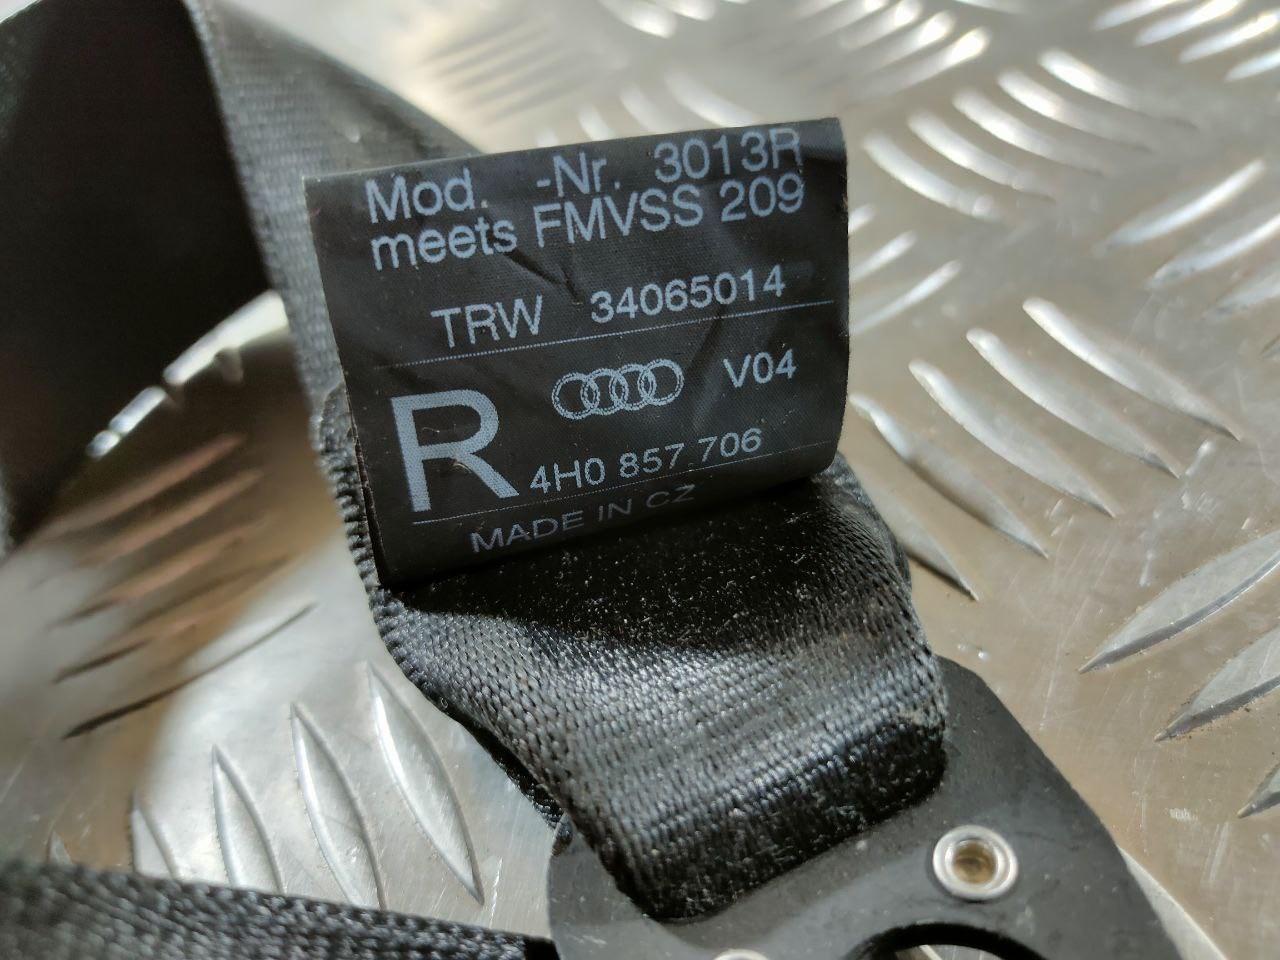 Mod. -Nr. 3013R
meets FMVSS 209
TRW 34065014
R V04
4H0 857 706
MADE IN CZ